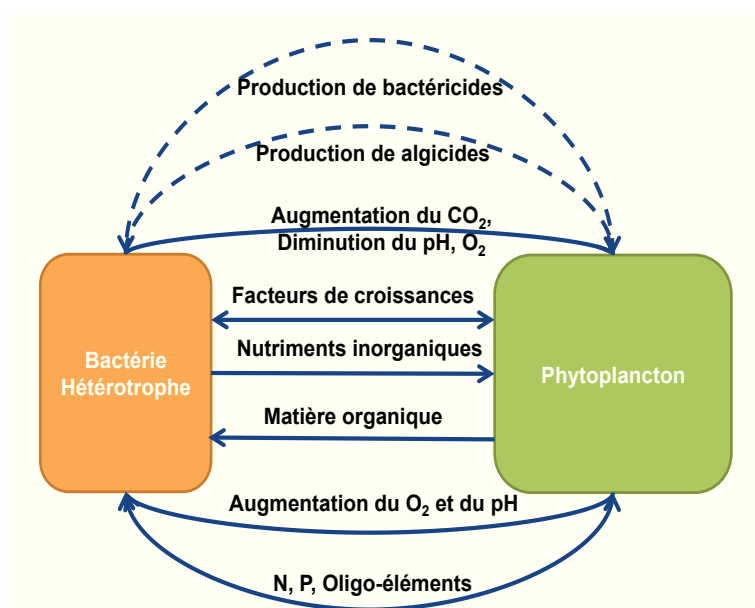 Production de bactéricides
Production de algicides
Augmentation du CO₂,
Diminution du pH, O₂
Facteurs de croissances
Bactérie
Hétérotrophe
Nutriments inorganiques
Phytoplancton
Matière organique
Augmentation du O₂ et du pH
N, P, Oligo-éléments